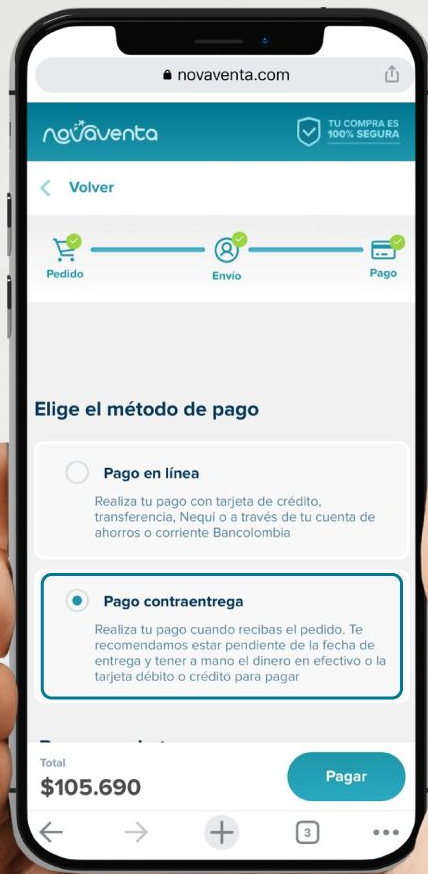 novaventa.com
novaventa
TU COMPRA ES
100% SEGURA
Volver
Pedido
Envío
Pago
Elige el método de pago
Pago en línea
Realiza tu pago con tarjeta de crédito,
transferencia, Nequi o a través de tu cuenta de
ahorros o corriente Bancolombia
Pago contraentrega
Realiza tu pago cuando recibas el pedido. Te
recomendamos estar pendiente de la fecha de
entrega y tener a mano el dinero en efectivo o la
tarjeta débito o crédito para pagar
Total
$105.690
Pagar
3